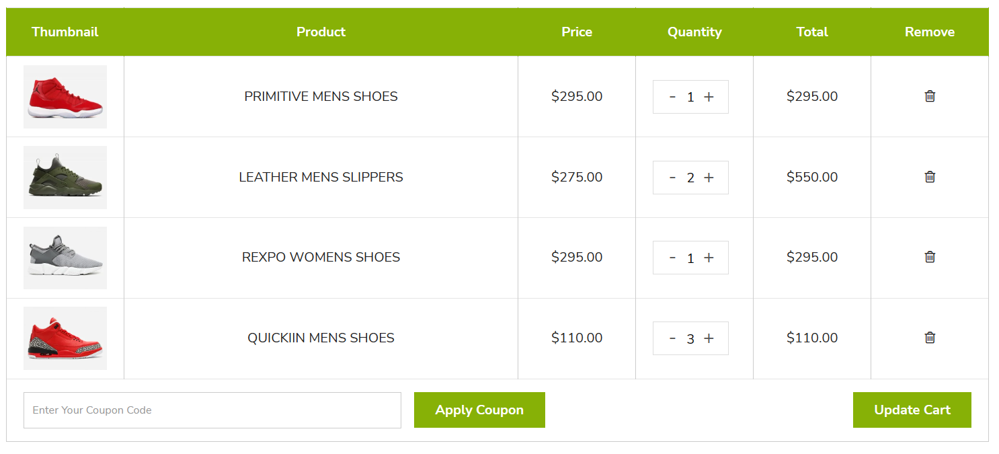 Thumbnail Product Price Quantity Total Remove
PRIMITIVE MENS SHOES $295.00 - 1 + $295.00
LEATHER MENS SLIPPERS $275.00 - 2 + $550.00
REXPO WOMENS SHOES $295.00 - 1 + $295.00
QUICKIIN MENS SHOES $110.00 - 3 + $110.00
Enter Your Coupon Code Apply Coupon Update Cart